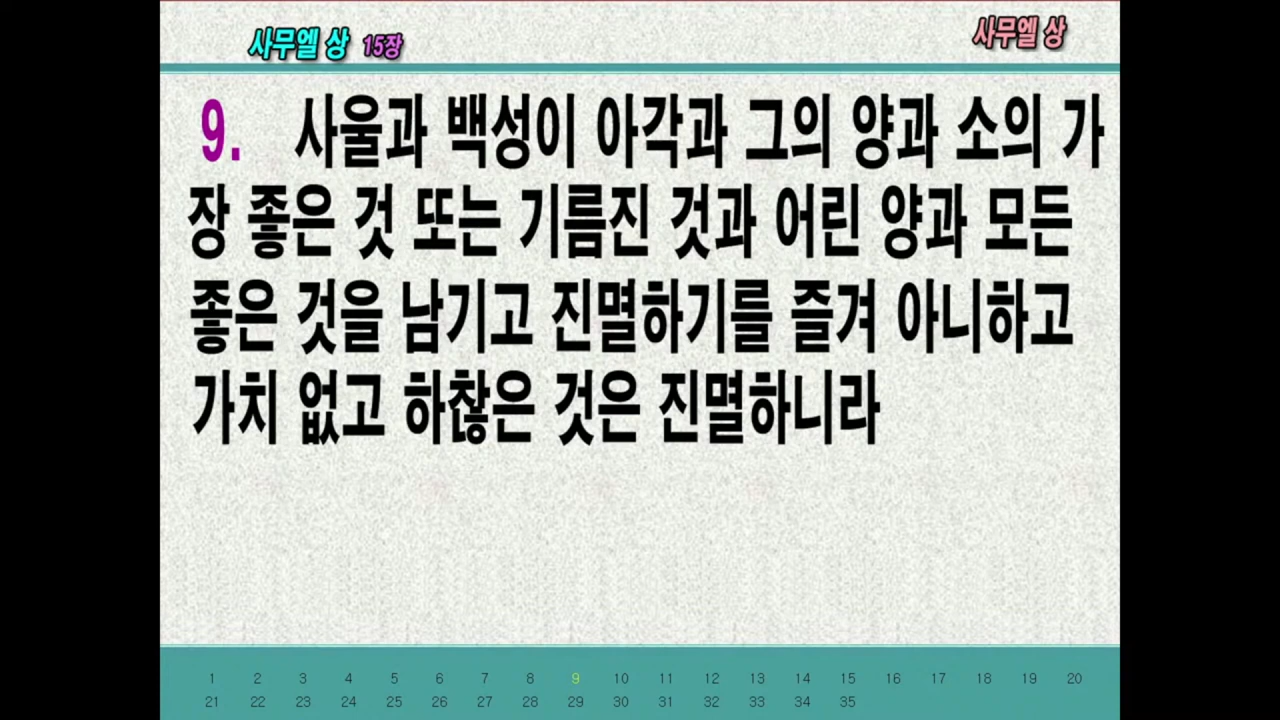 사무엘 상 15장
사무엘 상
9. 사울과 백성이 아각과 그의 양과 소의 가
장 좋은 것 또는 기름진 것과 어린 양과 모든
좋은 것을 남기고 진멸하기를 즐겨 아니하고
가치 없고 하찮은 것은 진멸하니라
1 2 3 4 5 6 7 8 9 10 11 12 13 14 15 16 17 18 19 20
21 22 23 24 25 26 27 28 29 30 31 32 33 34 35